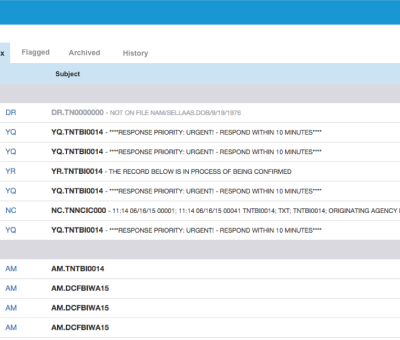 x Flagged Archived History
Subject
DR DR.TN0000000 - NOT ON FILE NAM/SELLAAS.DOB/9/19/1976
YQ YQ.TNTBI0014 - ****RESPONSE PRIORITY: URGENT! - RESPOND WITHIN 10 MINUTES****
YQ YQ.TNTBI0014 - ****RESPONSE PRIORITY: URGENT! - RESPOND WITHIN 10 MINUTES****
YR YR.TNTBI0014 - THE RECORD BELOW IS IN PROCESS OF BEING CONFIRMED
YQ YQ.TNTBI0014 - ****RESPONSE PRIORITY: URGENT! - RESPOND WITHIN 10 MINUTES****
NC NC.TNNCIC000 - 11:14 06/16/15 00001; 11:14 06/16/15 00041 TNTBI0014; TXT; TNTBI0014; ORIGINATING AGENCY
YQ YQ.TNTBI0014 - ****RESPONSE PRIORITY: URGENT! - RESPOND WITHIN 10 MINUTES****
AM AM.TNTBI0014
AM AM.DCFBIWA15
AM AM.DCFBIWA15
AM AM.DCFBIWA15